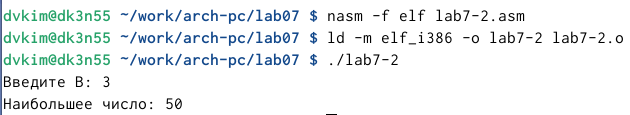 dvkim@dk3n55 ~/work/arch-pc/lab07 $ nasm -f elf lab7-2.asm
dvkim@dk3n55 ~/work/arch-pc/lab07 $ ld -m elf_i386 -o lab7-2 lab7-2.o
dvkim@dk3n55 ~/work/arch-pc/lab07 $ ./lab7-2
Введите B: 3
Наибольшее число: 50